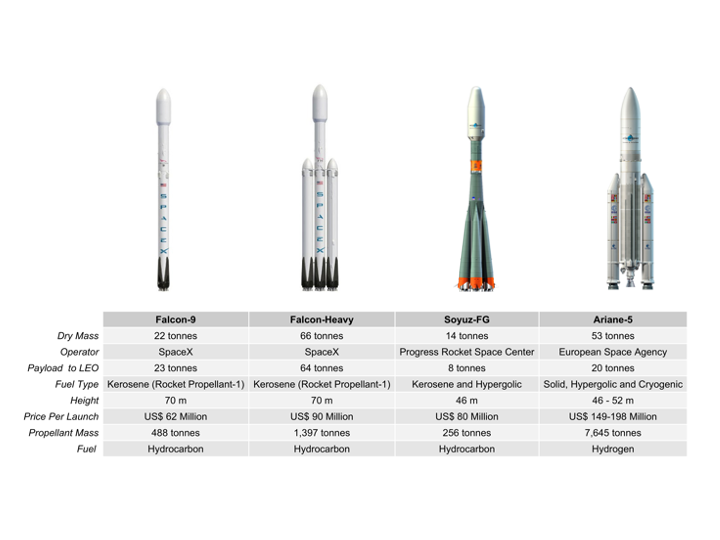 SPACEX
SPACEX
Falcon-9 Falcon-Heavy Soyuz-FG Ariane-5
Dry Mass 22 tonnes 66 tonnes 14 tonnes 53 tonnes
Operator SpaceX SpaceX Progress Rocket Space Center European Space Agency
Payload to LEO 23 tonnes 64 tonnes 8 tonnes 20 tonnes
Fuel Type Kerosene (Rocket Propellant-1) Kerosene (Rocket Propellant-1) Kerosene and Hypergolic Solid, Hypergolic and Cryogenic
Height 70 m 70 m 46 m 46 - 52 m
Price Per Launch US$ 62 Million US$ 90 Million US$ 80 Million US$ 149-198 Million
Propellant Mass 488 tonnes 1,397 tonnes 256 tonnes 7,645 tonnes
Fuel Hydrocarbon Hydrocarbon Hydrocarbon Hydrogen